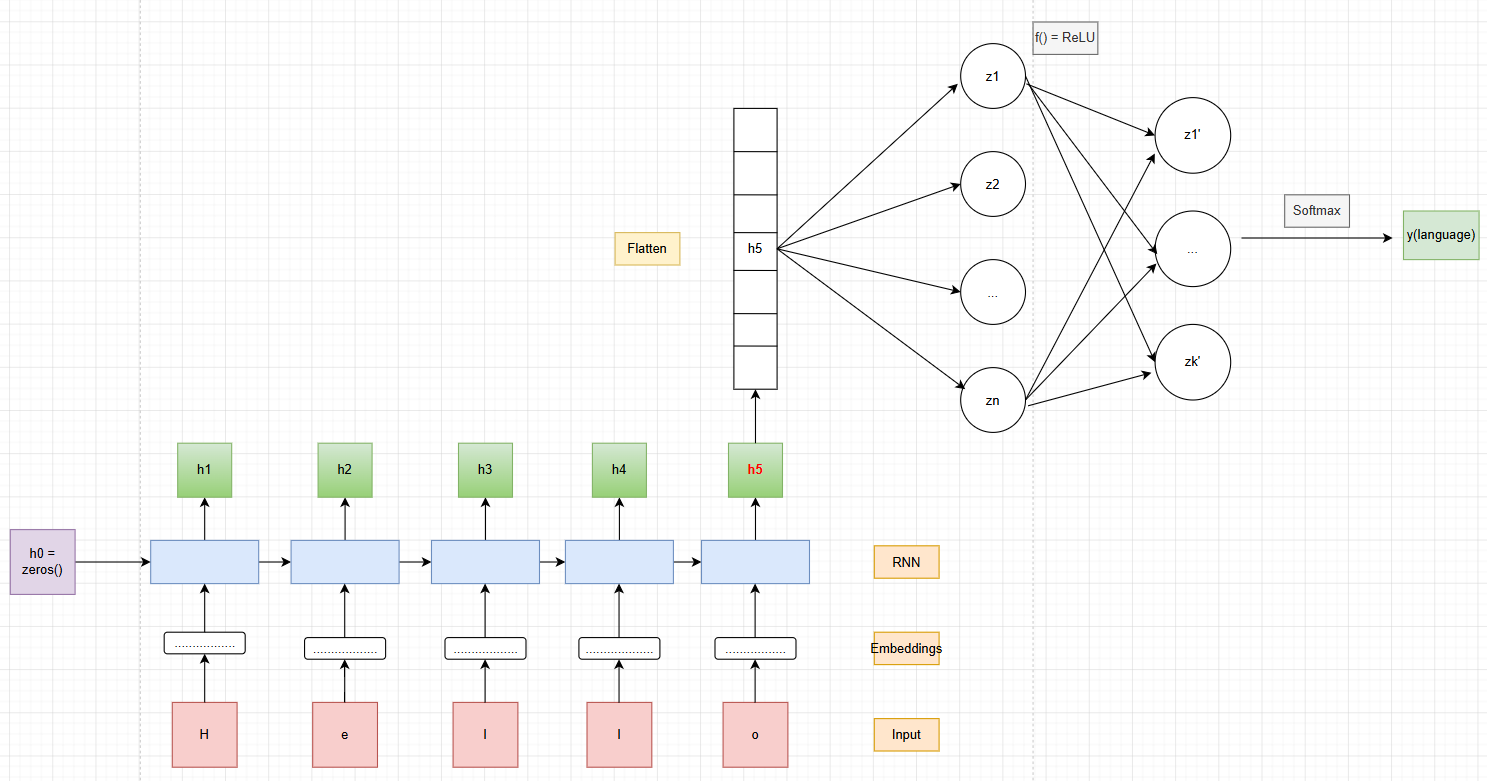 f() = ReLU
z1
z1'
z2
Softmax
y(language)
Flatten
h5
...
...
zk'
zn
h1
h2
h3
h4
h5
h0 =
zeros()
RNN
.................
..................
..................
..................
.................
Embeddings
H
e
l
l
o
Input